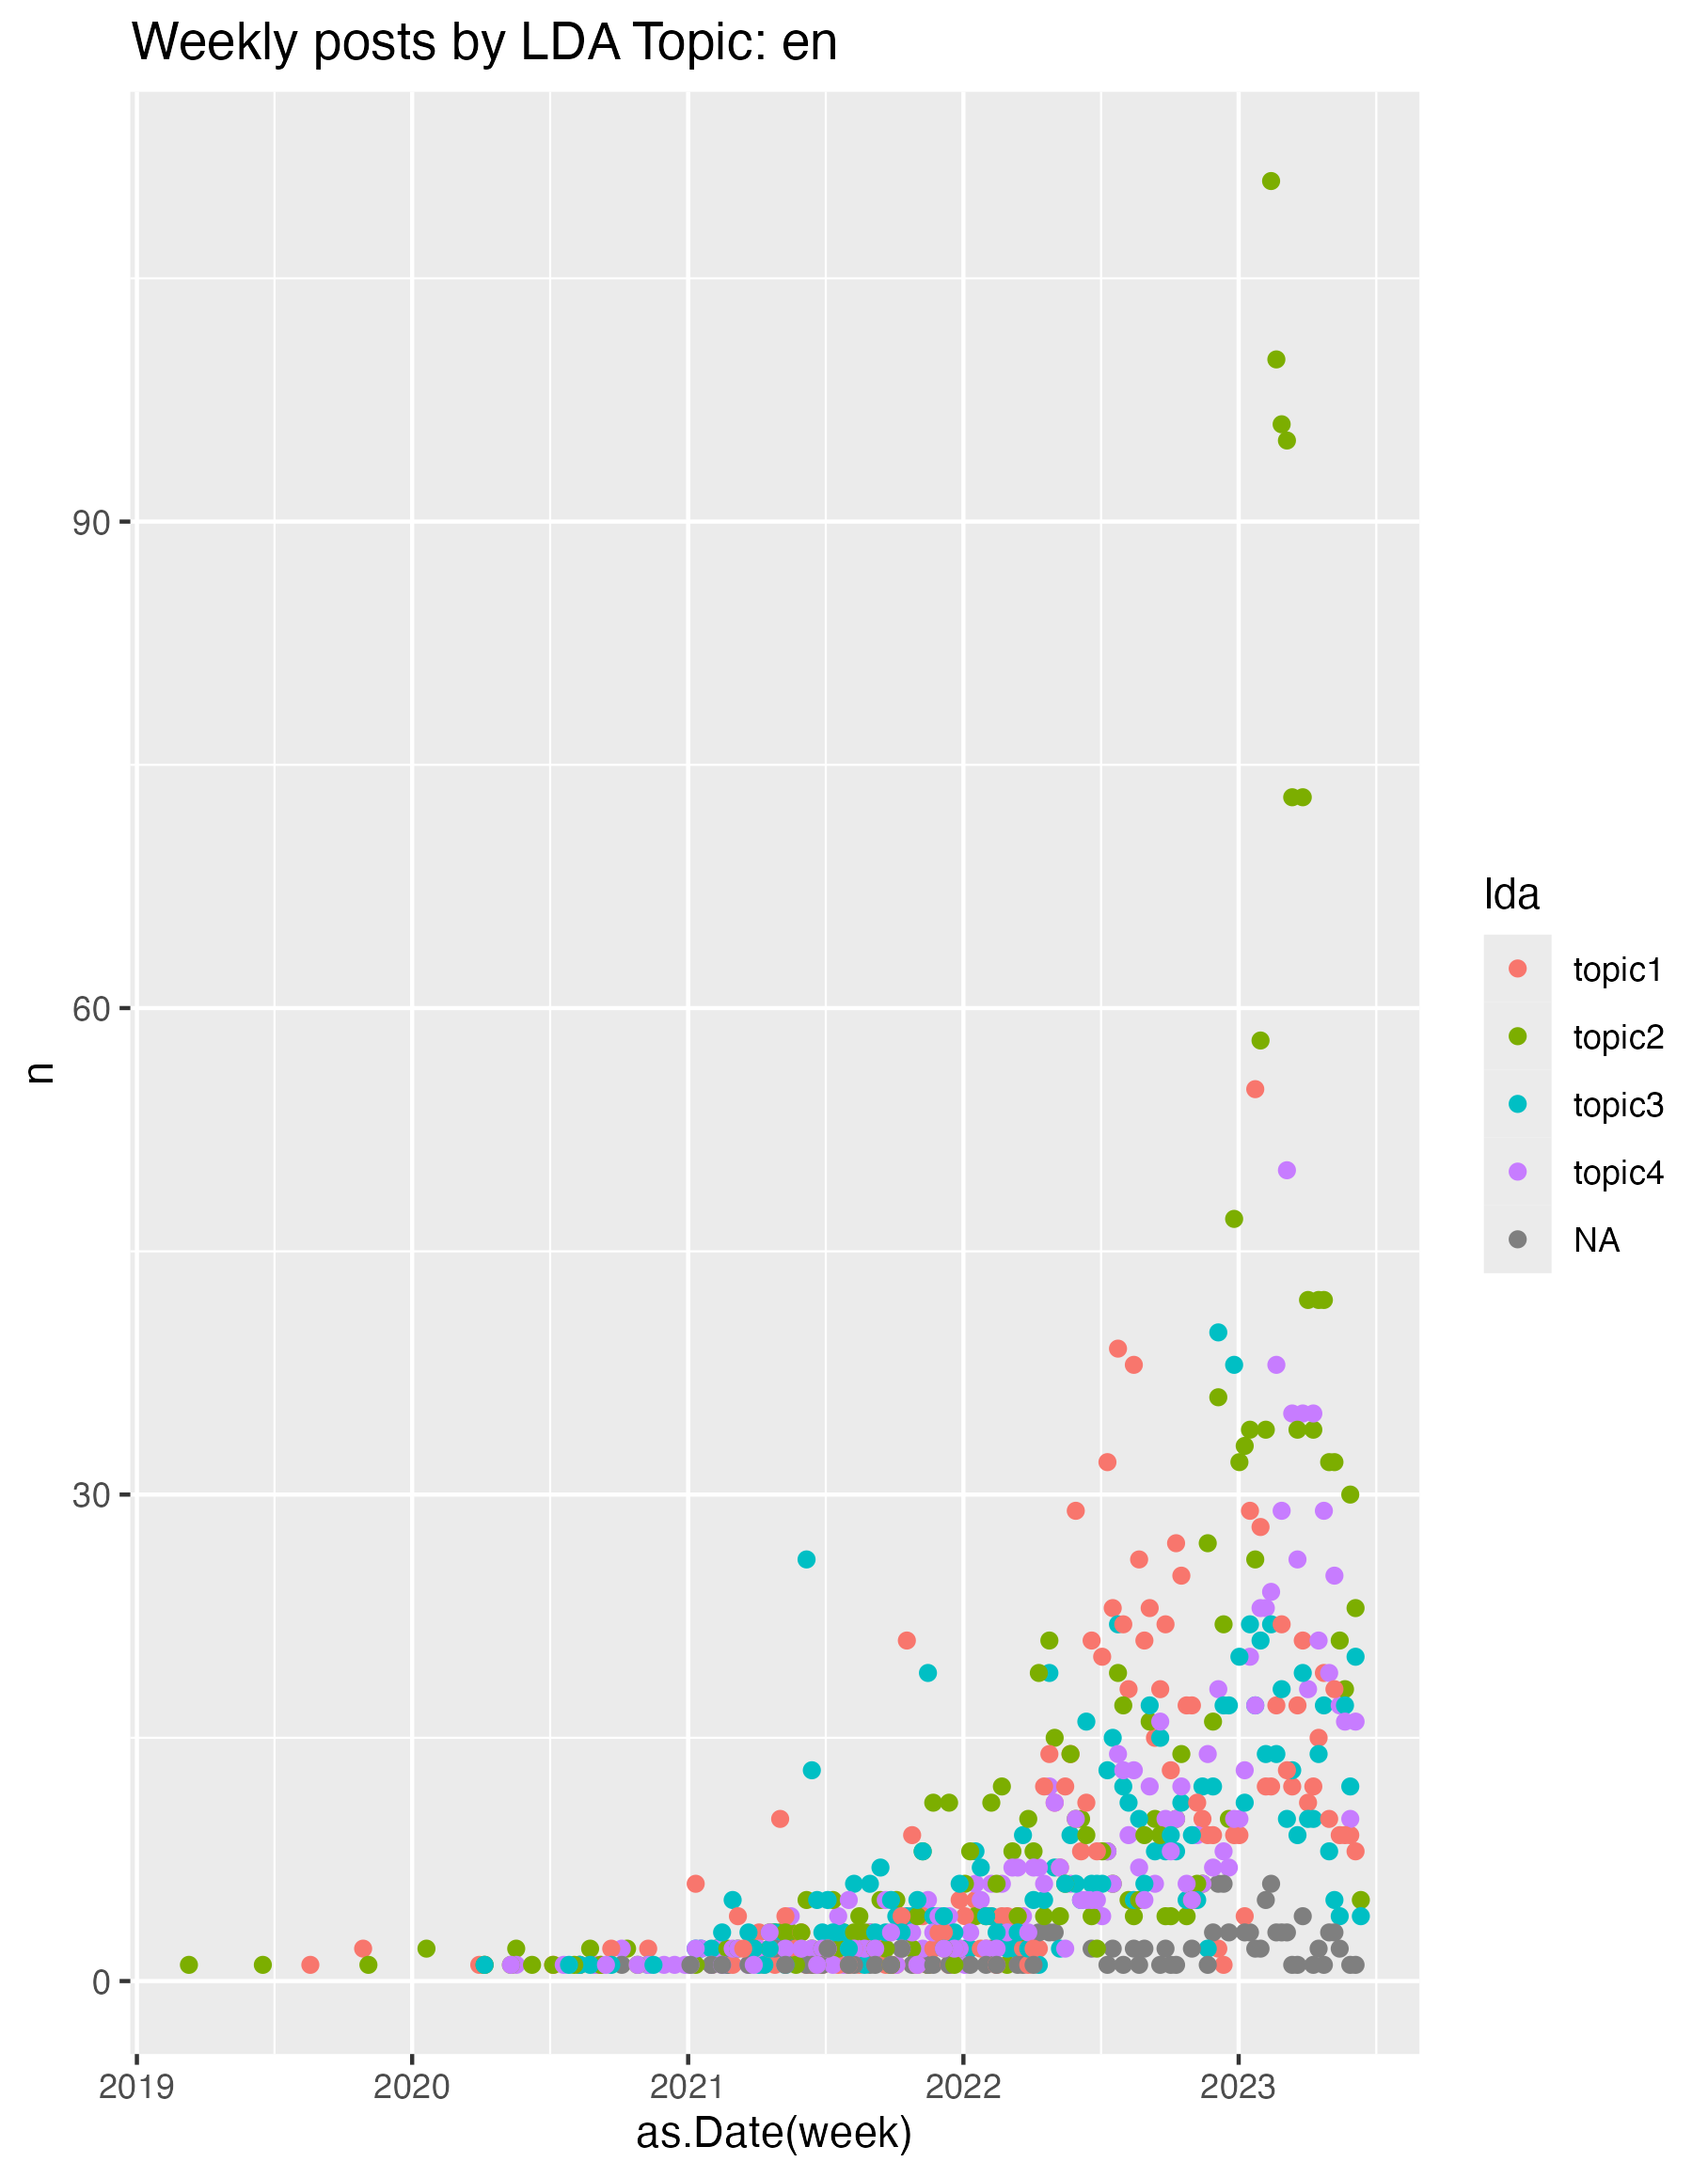 Weekly posts by LDA Topic: en
90
60
30
0
n
2019 2020 2021 2022 2023
as.Date(week)
lda
topic1
topic2
topic3
topic4
NA